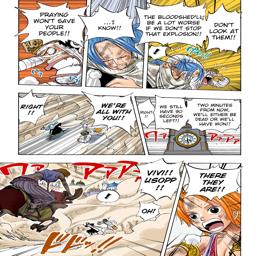 DON'T
LOOK
AT
THEM!!
THE
BLOODSHED'LL
BE A LOT
WORSE IF
WE DON'T
STOP THAT
EXPLOSION!!
...I
KNOW!!
PRAYING
WON'T
SAVE YOUR
PEOPLE!!
TWO MINUTES
FROM NOW,
WE'LL EITHER
BE DEAD
OR WE'LL
HAVE WON!!
WE
STILL HAVE
90
SECONDS
LEFT!!
RIGHT!!
WE'RE
ALL WITH
YOU!!
RIGHT
!!
THERE
THEY
ARE!!
VIVI!!
USOPP
!!
!
OH!